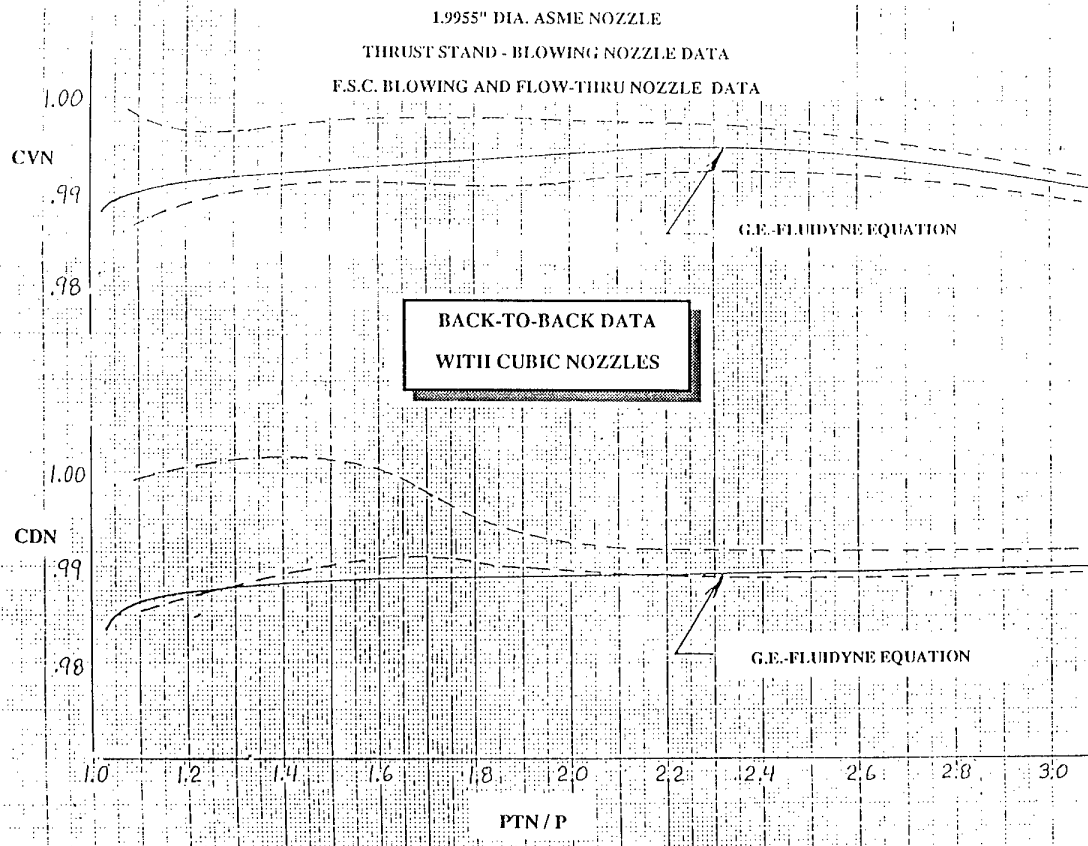 1.9955" DIA. ASME NOZZLE
THRUST STAND - BLOWING NOZZLE DATA
F.S.C. BLOWING AND FLOW-THRU NOZZLE DATA
1.00
CVN
.99
G.E.-FLUIDYNE EQUATION
.98
BACK-TO-BACK DATA
WITH CUBIC NOZZLES
1.00
CDN
.99
G.E.-FLUIDYNE EQUATION
.98
1.0 1.2 1.4 1.6 1.8 2.0 2.2 2.4 2.6 2.8 3.0
PTN / P